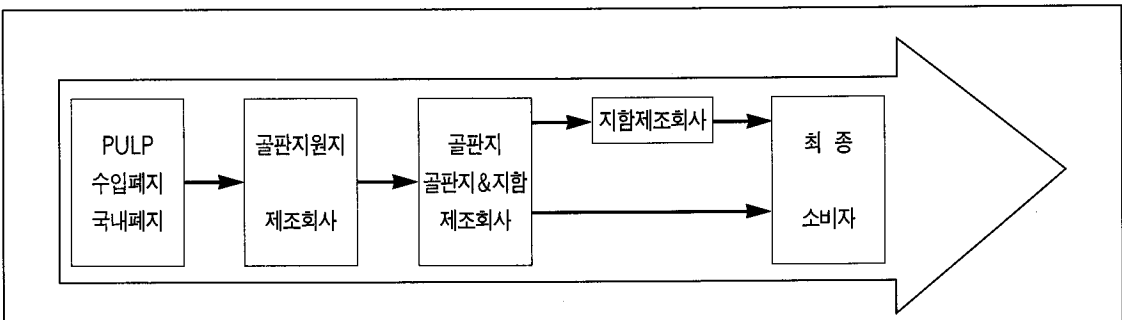 PULP
수입폐지
국내폐지
골판지원지
제조회사
골판지
골판지&지함
제조회사
지함제조회사
최 종
소비자